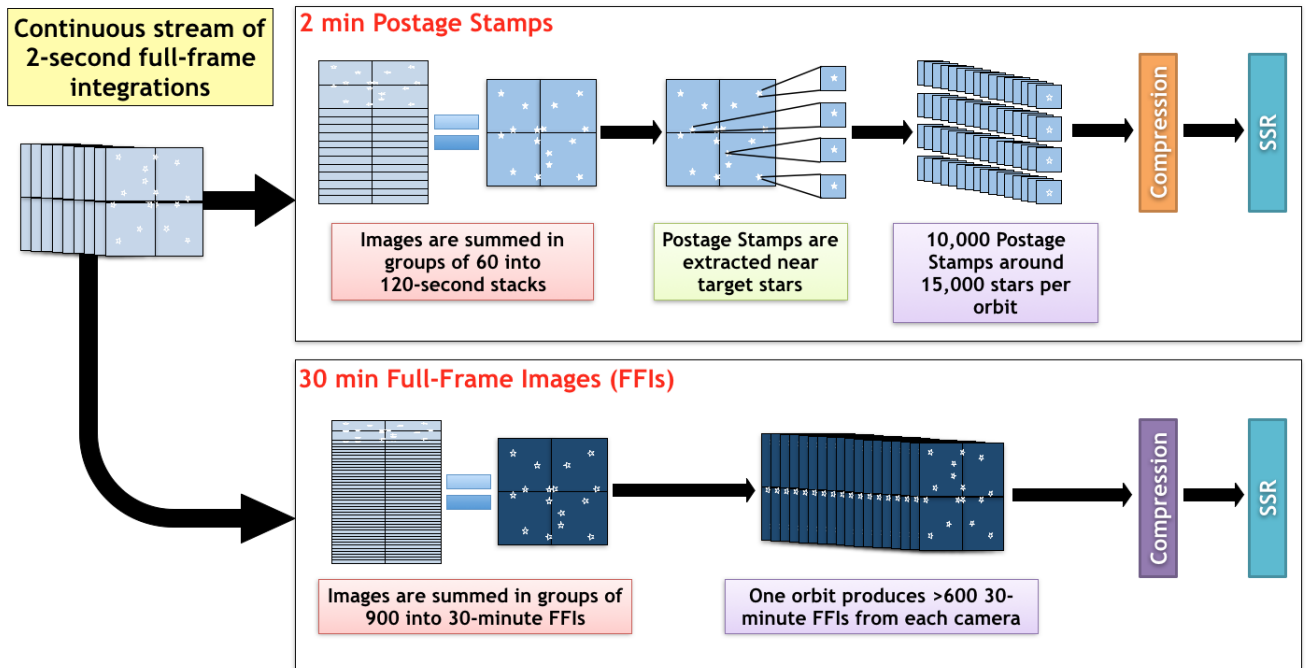 Continuous stream of
2-second full-frame
integrations
2 min Postage Stamps
Images are summed in
groups of 60 into
120-second stacks
Postage Stamps are
extracted near
target stars
10,000 Postage
Stamps around
15,000 stars per
orbit
Compression
SSR
30 min Full-Frame Images (FFIs)
Images are summed in groups of
900 into 30-minute FFIs
One orbit produces >600 30-
minute FFIs from each camera
Compression
SSR